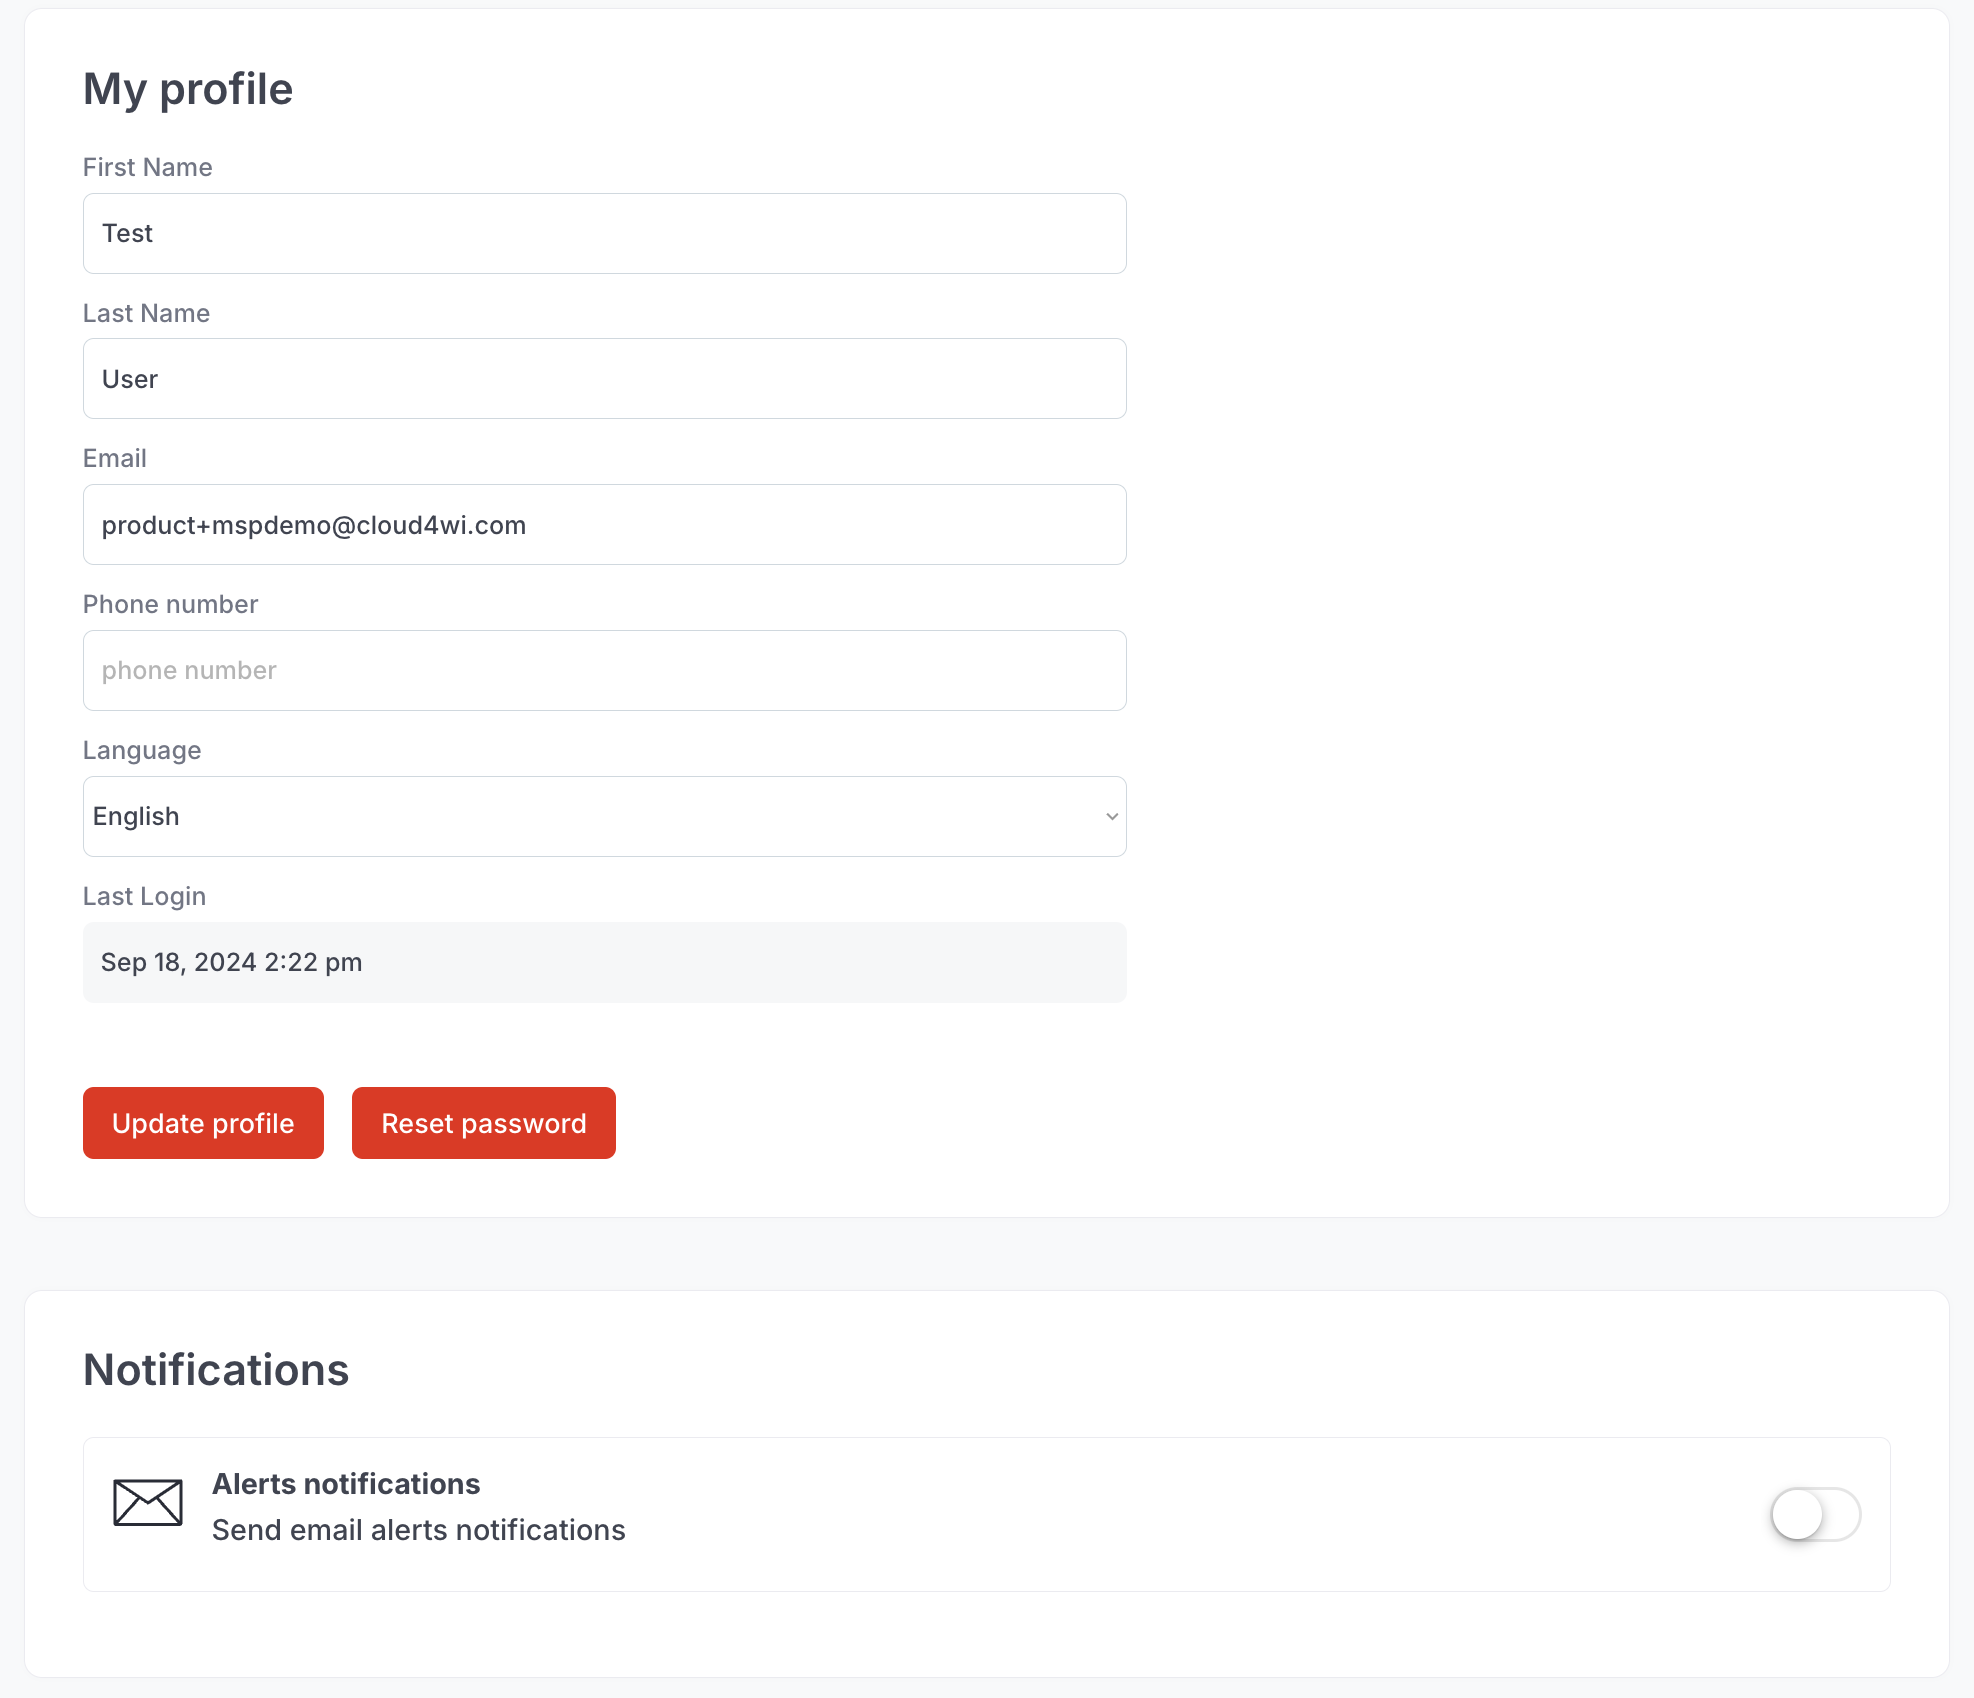 My profile
First Name
Test
Last Name
User
Email
product+mspdemo@cloud4wi.com
Phone number
phone number
Language
English
Last Login
Sep 18, 2024 2:22 pm
Update profile
Reset password
Notifications
Alerts notifications
Send email alerts notifications